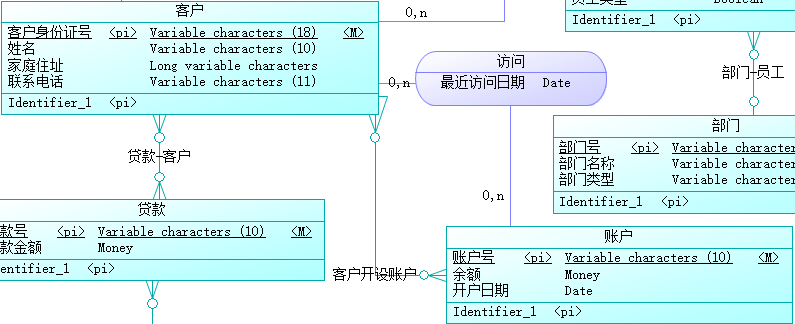 客户
客户身份证号 <pi> Variable characters (18) <M>
姓名 Variable characters (10)
家庭住址 Long variable characters
联系电话 Variable characters (11)
Identifier_1 <pi>
0,n
0,n
访问
最近访问日期 Date
Identifier_1 <pi>
部门-员工
部门
部门号 <pi> Variable
部门名称 Variable
部门类型 Variable
Identifier_1 <pi>
贷款-客户
贷款
款号 <pi> Variable characters (10) <M>
款金额 Money
entifier_1 <pi>
0,n
客户开设账户
账户
账户号 <pi> Variable characters (10) <M>
余额 Money
开户日期 Date
Identifier_1 <pi>